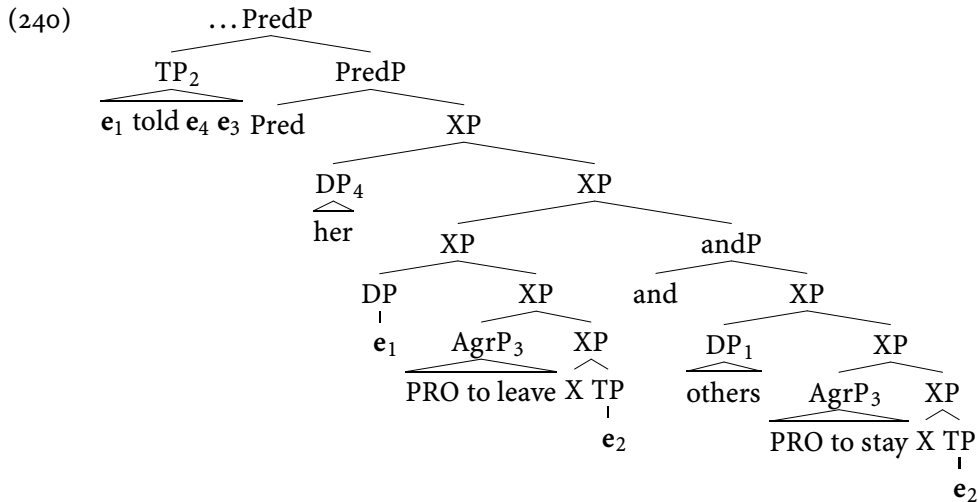 (240) …PredP
TP₂ PredP
e₁ told e₄ e₃ Pred XP
DP₄ XP
her
XP andP
DP XP and XP
e₁ AgrP₃ XP DP₁ XP
PRO to leave X TP others AgrP₃ XP
e₂ PRO to stay X TP
e₂